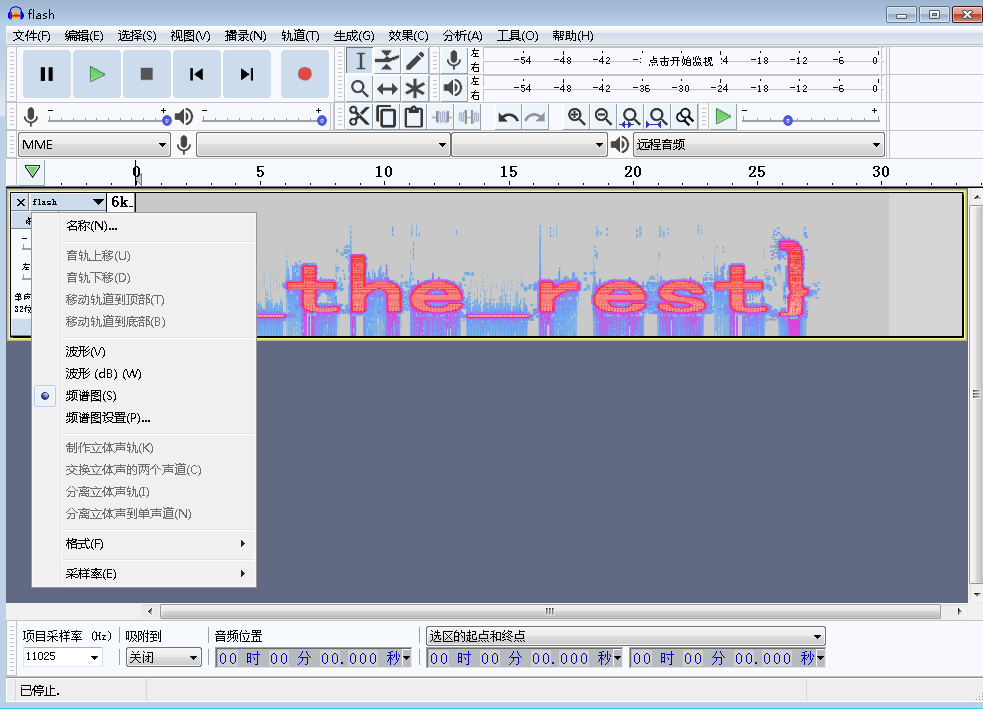 flash
文件(F) 编辑(E) 选择(S) 视图(V) 播录(N) 轨道(T) 生成(G) 效果(C) 分析(A) 工具(O) 帮助(H)
左 -54 -48 -42 点击开始监视 -18 -12 -6 0
右
左 -54 -48 -42 -36 -30 -24 -18 -12 -6 0
右
MME 远程音频
0 5 10 15 20 25 30
flash 6k
名称(N)...
音轨上移(U)
音轨下移(D)
移动轨道到顶部(T)
移动轨道到底部(B)
波形(V)
波形 (dB) (W)
频谱图(S)
频谱图设置(P)...
制作立体声轨(K)
交换立体声的两个声道(C)
分离立体声轨(I)
分离立体声到单声道(N)
格式(F)
采样率(E)
_the_rest}
项目采样率 (Hz) 吸附到 音频位置 选区的起点和终点
11025 关闭 00 时 00 分 00.000 秒 00 时 00 分 00.000 秒 00 时 00 分 00.000 秒
已停止.